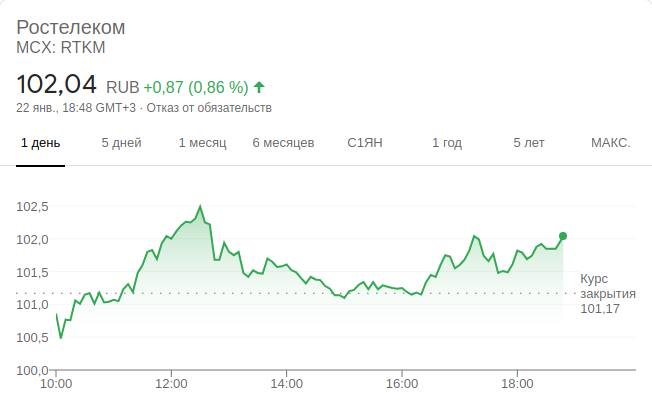 Ростелеком
MCX: RTKM
102,04 RUB +0,87 (0,86 %)
22 янв., 18:48 GMT+3 · Отказ от обязательств
1 день 5 дней 1 месяц 6 месяцев С1ЯН 1 год 5 лет МАКС.
102,5
102,0
101,5
101,0
100,5
100,0
Курс
закрытия
101,17
10:00 12:00 14:00 16:00 18:00